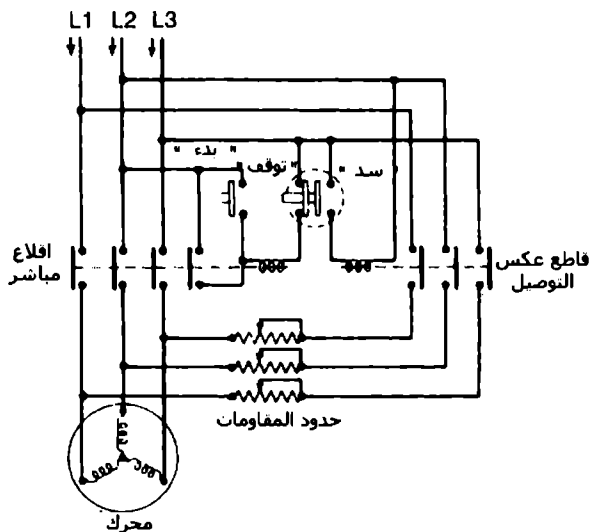 L1 L2 L3
" بدء "
" توقف "
سد "
اقلاع
مباشر
قاطع عكس
التوصيل
حدود المقاومات
محرك